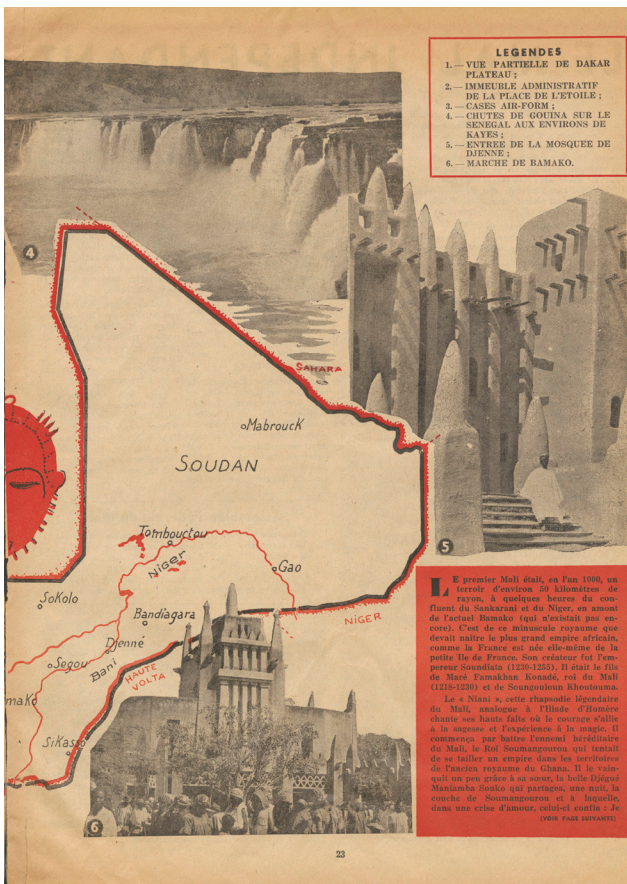 LEGENDES
1. — VUE PARTIELLE DE DAKAR
PLATEAU ;
2. — IMMEUBLE ADMINISTRATIF
DE LA PLACE DE L'ETOILE ;
3. — CASES AIR-FORM ;
4. — CHUTES DE GOUINA SUR LE
SENEGAL AUX ENVIRONS DE
KAYES ;
5. — ENTREE DE LA MOSQUEE DE
DJENNE ;
6. — MARCHE DE BAMAKO.
4
SAHARA
Mabrouck
SOUDAN
5
Tombouctou
Niger
Gao
SoKolo
NIGER
Bandiagara
Djenné
Segou
Bani
HAUTE
VOLTA
mako
Sikasso
6
LE premier Mali était, en l'an 1000, un
terroir d'environ 50 kilomètres de
rayon, à quelques heures du con-
fluent du Sankarani et du Niger, en amont
de l'actuel Bamako (qui n'existait pas en-
core). C'est de ce minuscule royaume que
devait naître le plus grand empire africain,
comme la France est née elle-même de la
petite Ile de France. Son créateur fut l'em-
pereur Soundiata (1230-1255). Il était le fils
de Maré Famakhan Konadé, roi du Mali
(1218-1230) et de Soungouloun Khoutouma.
Le « Niani », cette rhapsodie légendaire
du Mali, analogue à l'Iliade d'Homère
chante ses hauts faits où le courage s'allie
à la sagesse et l'expérience à la magie. Il
commença par battre l'ennemi héréditaire
du Mali, le Roi Soumangourou qui tentait
de se tailler un empire dans les territoires
de l'ancien royaume du Ghana. Il le vain-
quit un peu grâce à sa sœur, la belle Djégué
Maniamba Souko qui partagea, une nuit, la
couche de Soumangourou et à laquelle,
dans une crise d'amour, celui-ci confia : Je
(VOIR PAGE SUIVANTE)
23